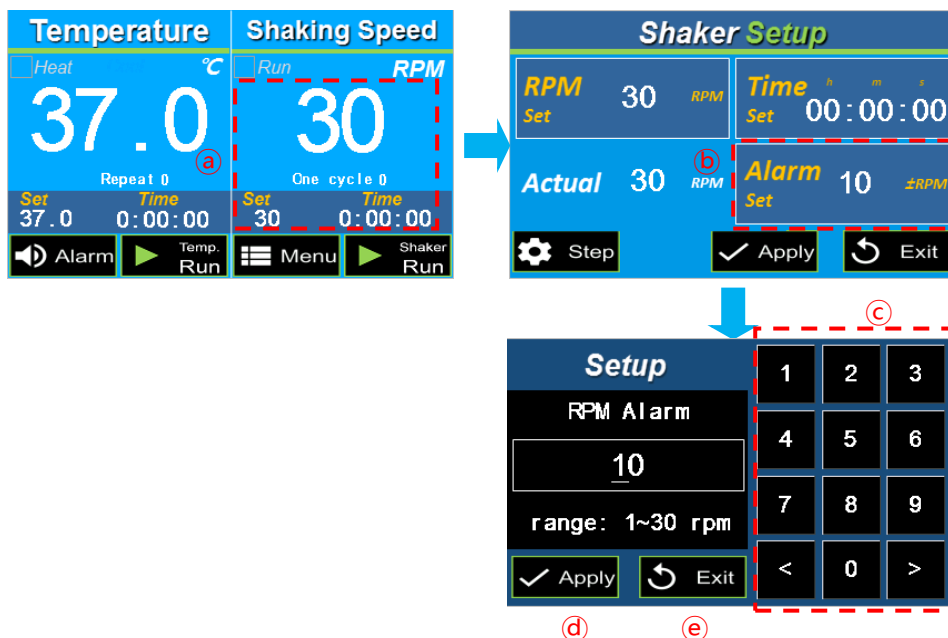 Temperature
Shaking Speed
Heat
℃
Run
RPM
37.0
30
ⓐ
Repeat 0
One cycle 0
Set
Time
Set
Time
37.0
0:00:00
30
0:00:00
Alarm
Temp.
Run
Menu
Shaker
Run
Shaker Setup
RPM
Set
30
RPM
Time
Set
h m s
00:00:00
ⓑ
Actual
30
RPM
Alarm
Set
10
±RPM
Step
Apply
Exit
ⓒ
Setup
RPM Alarm
10
range: 1~30 rpm
Apply
Exit
1 2 3
4 5 6
7 8 9
< 0 >
ⓓ
ⓔ